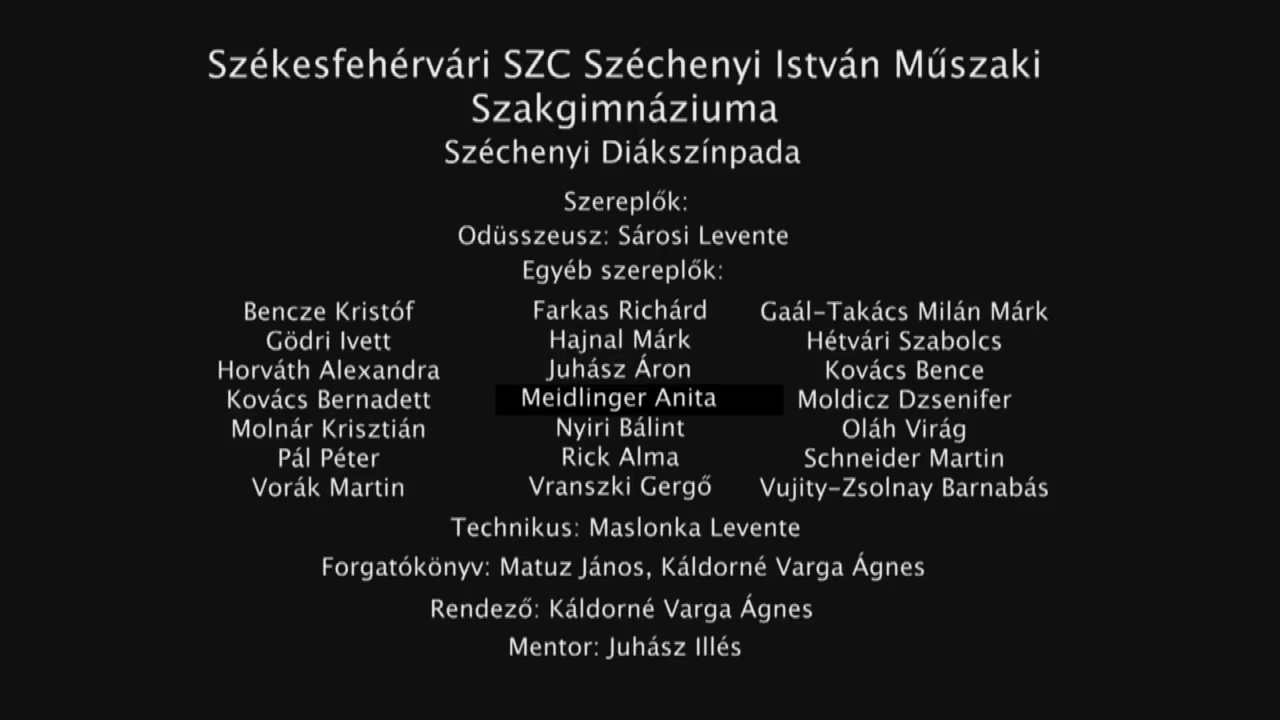 Székesfehérvári SZC Széchenyi István Műszaki
Szakgimnáziuma
Széchenyi Diákszínpada
Szereplők:
Odüsszeusz: Sárosi Levente
Egyéb szereplők:
Bencze Kristóf Farkas Richárd Gaál-Takács Milán Márk
Gödri Ivett Hajnal Márk Hétvári Szabolcs
Horváth Alexandra Juhász Áron Kovács Bence
Kovács Bernadett Meidlinger Anita Moldicz Dzsenifer
Molnár Krisztián Nyiri Bálint Oláh Virág
Pál Péter Rick Alma Schneider Martin
Vorák Martin Vranszki Gergő Vujity-Zsolnay Barnabás
Technikus: Maslonka Levente
Forgatókönyv: Matuz János, Káldorné Varga Ágnes
Rendező: Káldorné Varga Ágnes
Mentor: Juhász Illés